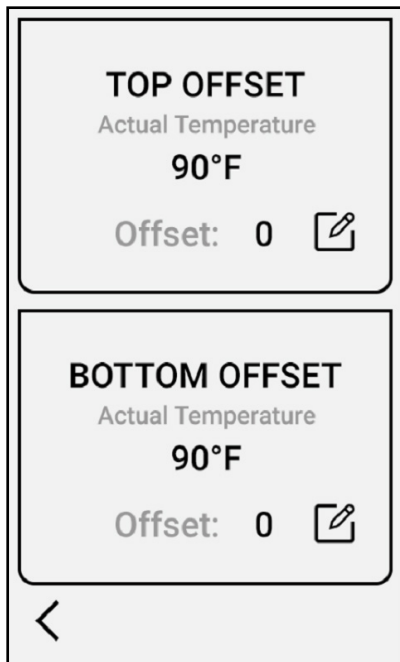 TOP OFFSET
Actual Temperature
90°F
Offset: 0
BOTTOM OFFSET
Actual Temperature
90°F
Offset: 0